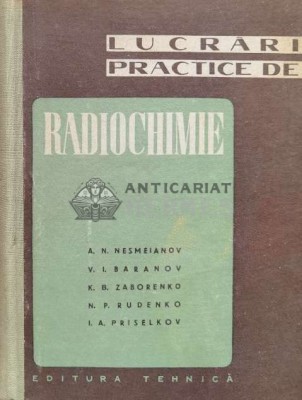 LUCRĂRI
PRACTICE DE
RADIOCHIMIE
ANTICARIAT
A. N. NESMEIANOV
V. I. BARANOV
K. B. ZABORENKO
N. P. RUDENKO
I. A. PRISELKOV
EDITURA TEHNICĂ